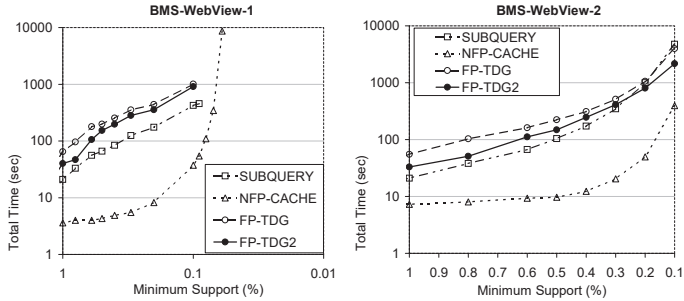 BMS-WebView-1
10000
1000
100
10
1
Total Time (sec)
SUBQUERY
NFP-CACHE
FP-TDG
FP-TDG2
1 0.1 0.01
Minimum Support (%)
BMS-WebView-2
10000
1000
100
10
1
Total Time (sec)
SUBQUERY
NFP-CACHE
FP-TDG
FP-TDG2
1 0.9 0.8 0.6 0.5 0.4 0.3 0.2 0.1
Minimum Support (%)